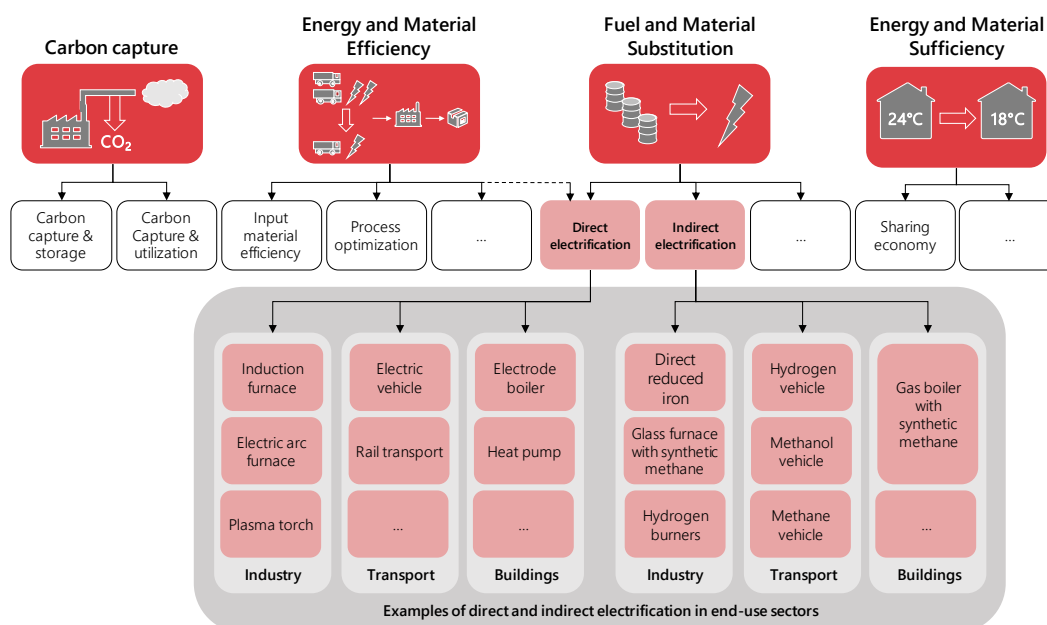 Carbon capture
Energy and Material
Efficiency
Fuel and Material
Substitution
Energy and Material
Sufficiency
CO2
24°C
18°C
Carbon
capture &
storage
Carbon
Capture &
utilization
Input
material
efficiency
Process
optimization
...
Direct
electrification
Indirect
electrification
...
Sharing
economy
...
Induction
furnace
Electric arc
furnace
Plasma torch
Industry
Electric
vehicle
Rail transport
...
Transport
Electrode
boiler
Heat pump
...
Buildings
Direct
reduced
iron
Glass furnace
with synthetic
methane
Hydrogen
burners
Industry
Hydrogen
vehicle
Methanol
vehicle
Methane
vehicle
Transport
Gas boiler
with
synthetic
methane
...
Buildings
Examples of direct and indirect electrification in end-use sectors